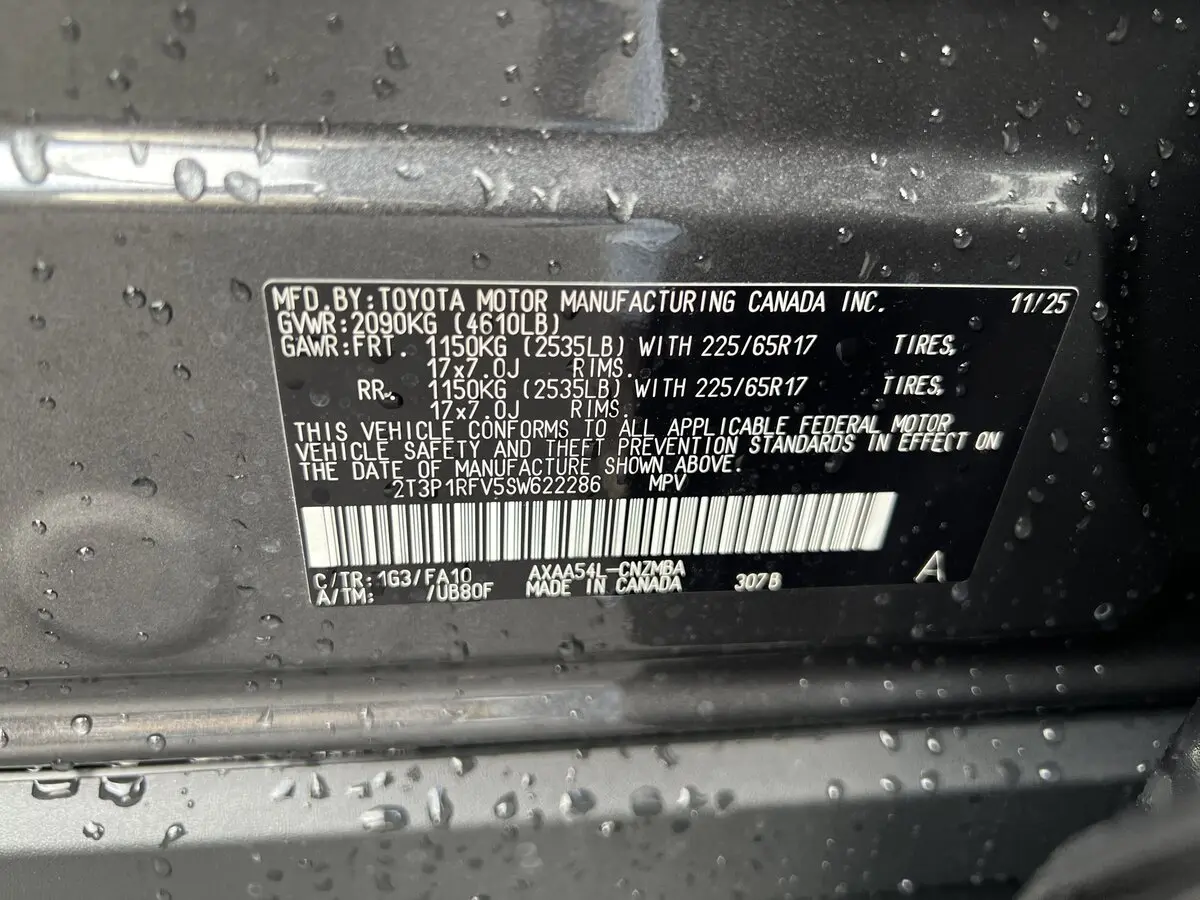 MFD.BY:TOYOTA MOTOR MANUFACTURING CANADA INC. 11/25
GVWR:2090KG (4610LB)
GAWR:FRT. 1150KG (2535LB) WITH 225/65R17 TIRES,
17x7.0J RIMS.
RR. 1150KG (2535LB) WITH 225/65R17 TIRES,
17x7.0J RIMS.
THIS VEHICLE CONFORMS TO ALL APPLICABLE FEDERAL MOTOR
VEHICLE SAFETY AND THEFT PREVENTION STANDARDS IN EFFECT ON
THE DATE OF MANUFACTURE SHOWN ABOVE.
2T3P1RFV5SW622286 MPV
C/TR:1G3/FA10 AXAA54L-CNZMBA 307B A
A/TM: /UB80F MADE IN CANADA